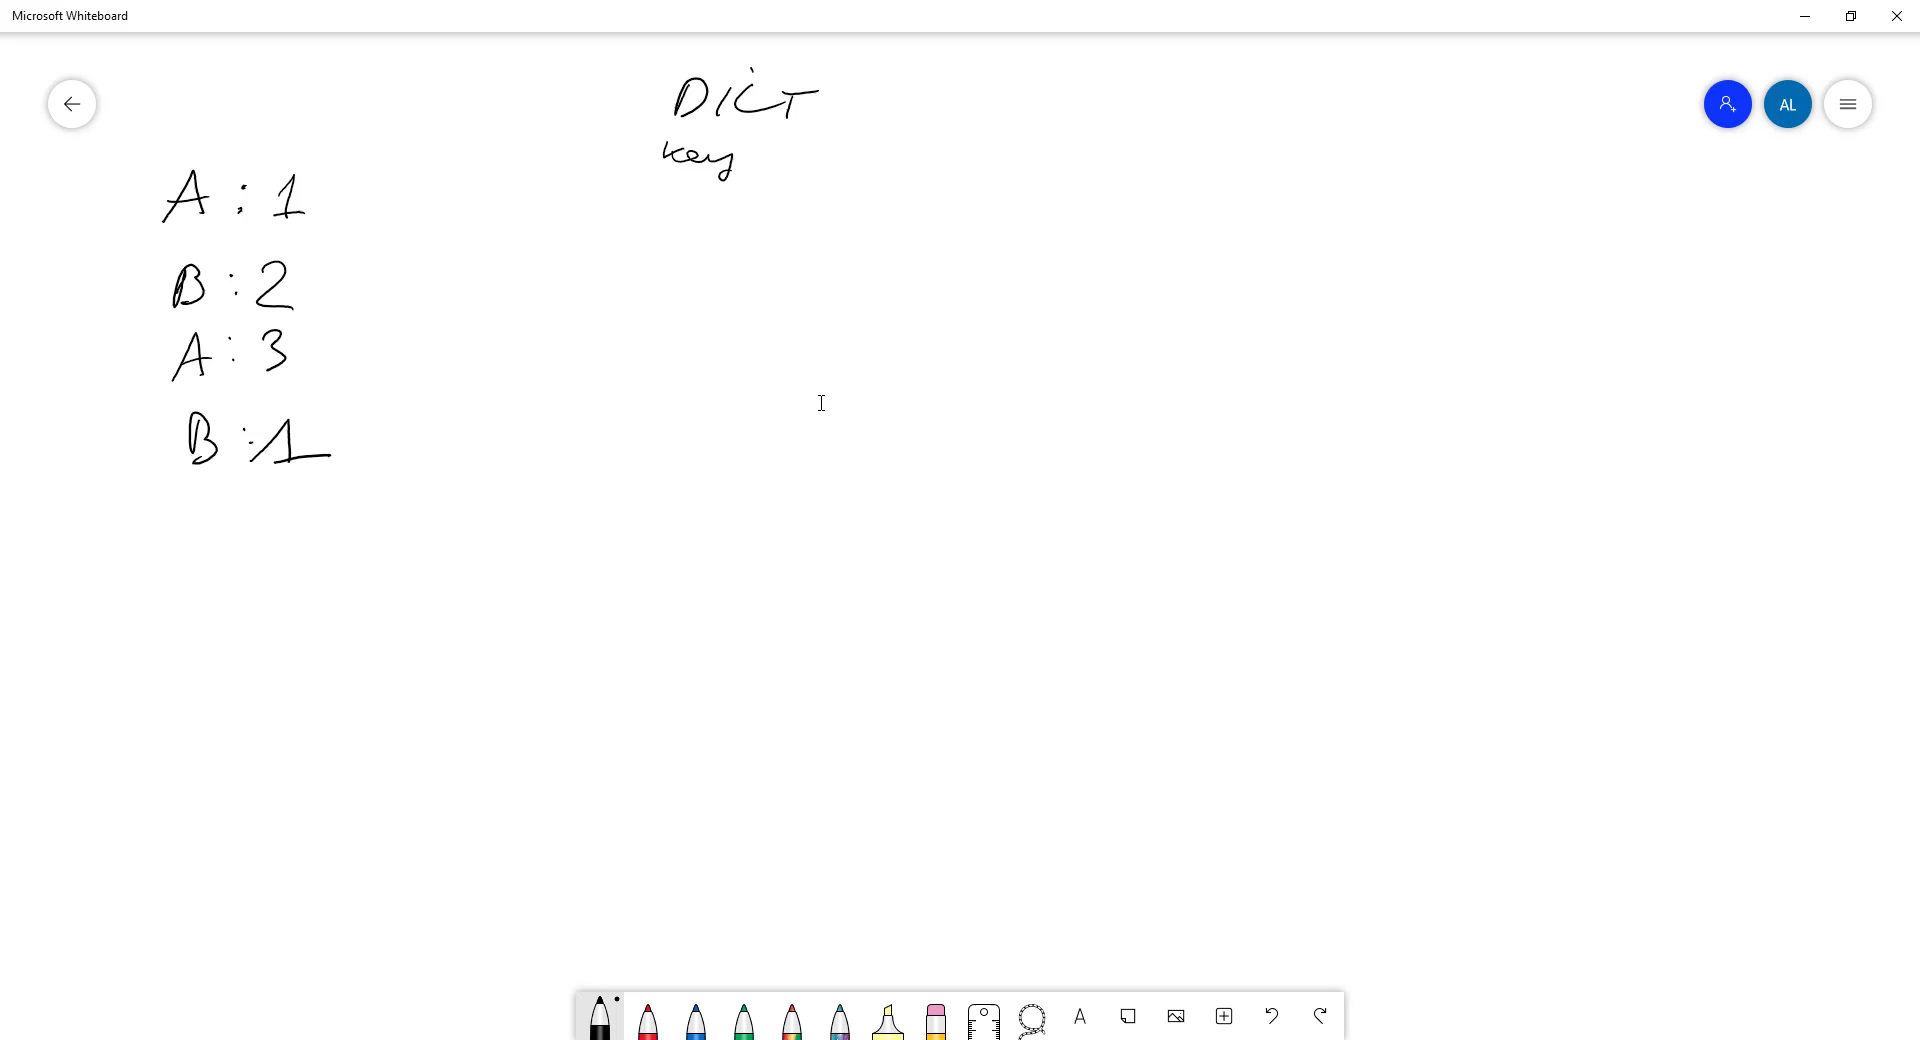 Microsoft Whiteboard
DICT
key
AL
A : 1
B : 2
A : 3
B : 1
A